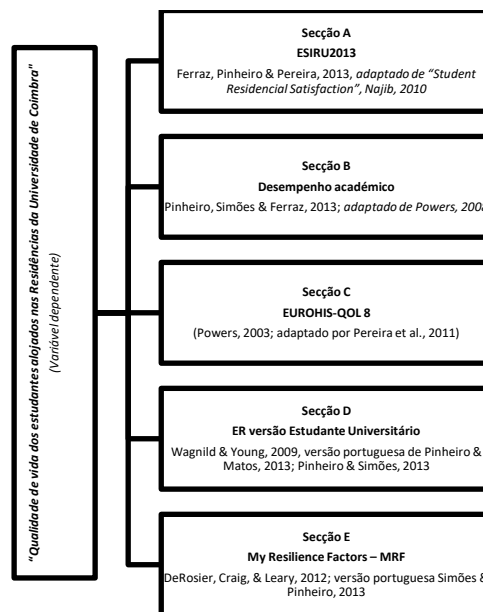 "Qualidade de vida dos estudantes alojados nas Residências da Universidade de Coimbra"
(Variável dependente)
Secção A
ESIRU2013
Ferraz, Pinheiro & Pereira, 2013, adaptado de “Student
Residencial Satisfaction”, Najib, 2010
Secção B
Desempenho académico
Pinheiro, Simões & Ferraz, 2013; adaptado de Powers, 2008
Secção C
EUROHIS-QOL 8
(Powers, 2003; adaptado por Pereira et al., 2011)
Secção D
ER versão Estudante Universitário
Wagnild & Young, 2009, versão portuguesa de Pinheiro &
Matos, 2013; Pinheiro & Simões, 2013
Secção E
My Resilience Factors – MRF
DeRosier, Craig, & Leary, 2012; versão portuguesa Simões &
Pinheiro, 2013